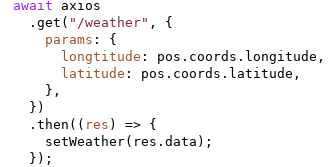 await axios
.get("/weather", {
params: {
longtitude: pos.coords.longitude,
latitude: pos.coords.latitude,
},
})
.then((res) => {
setWeather(res.data);
});